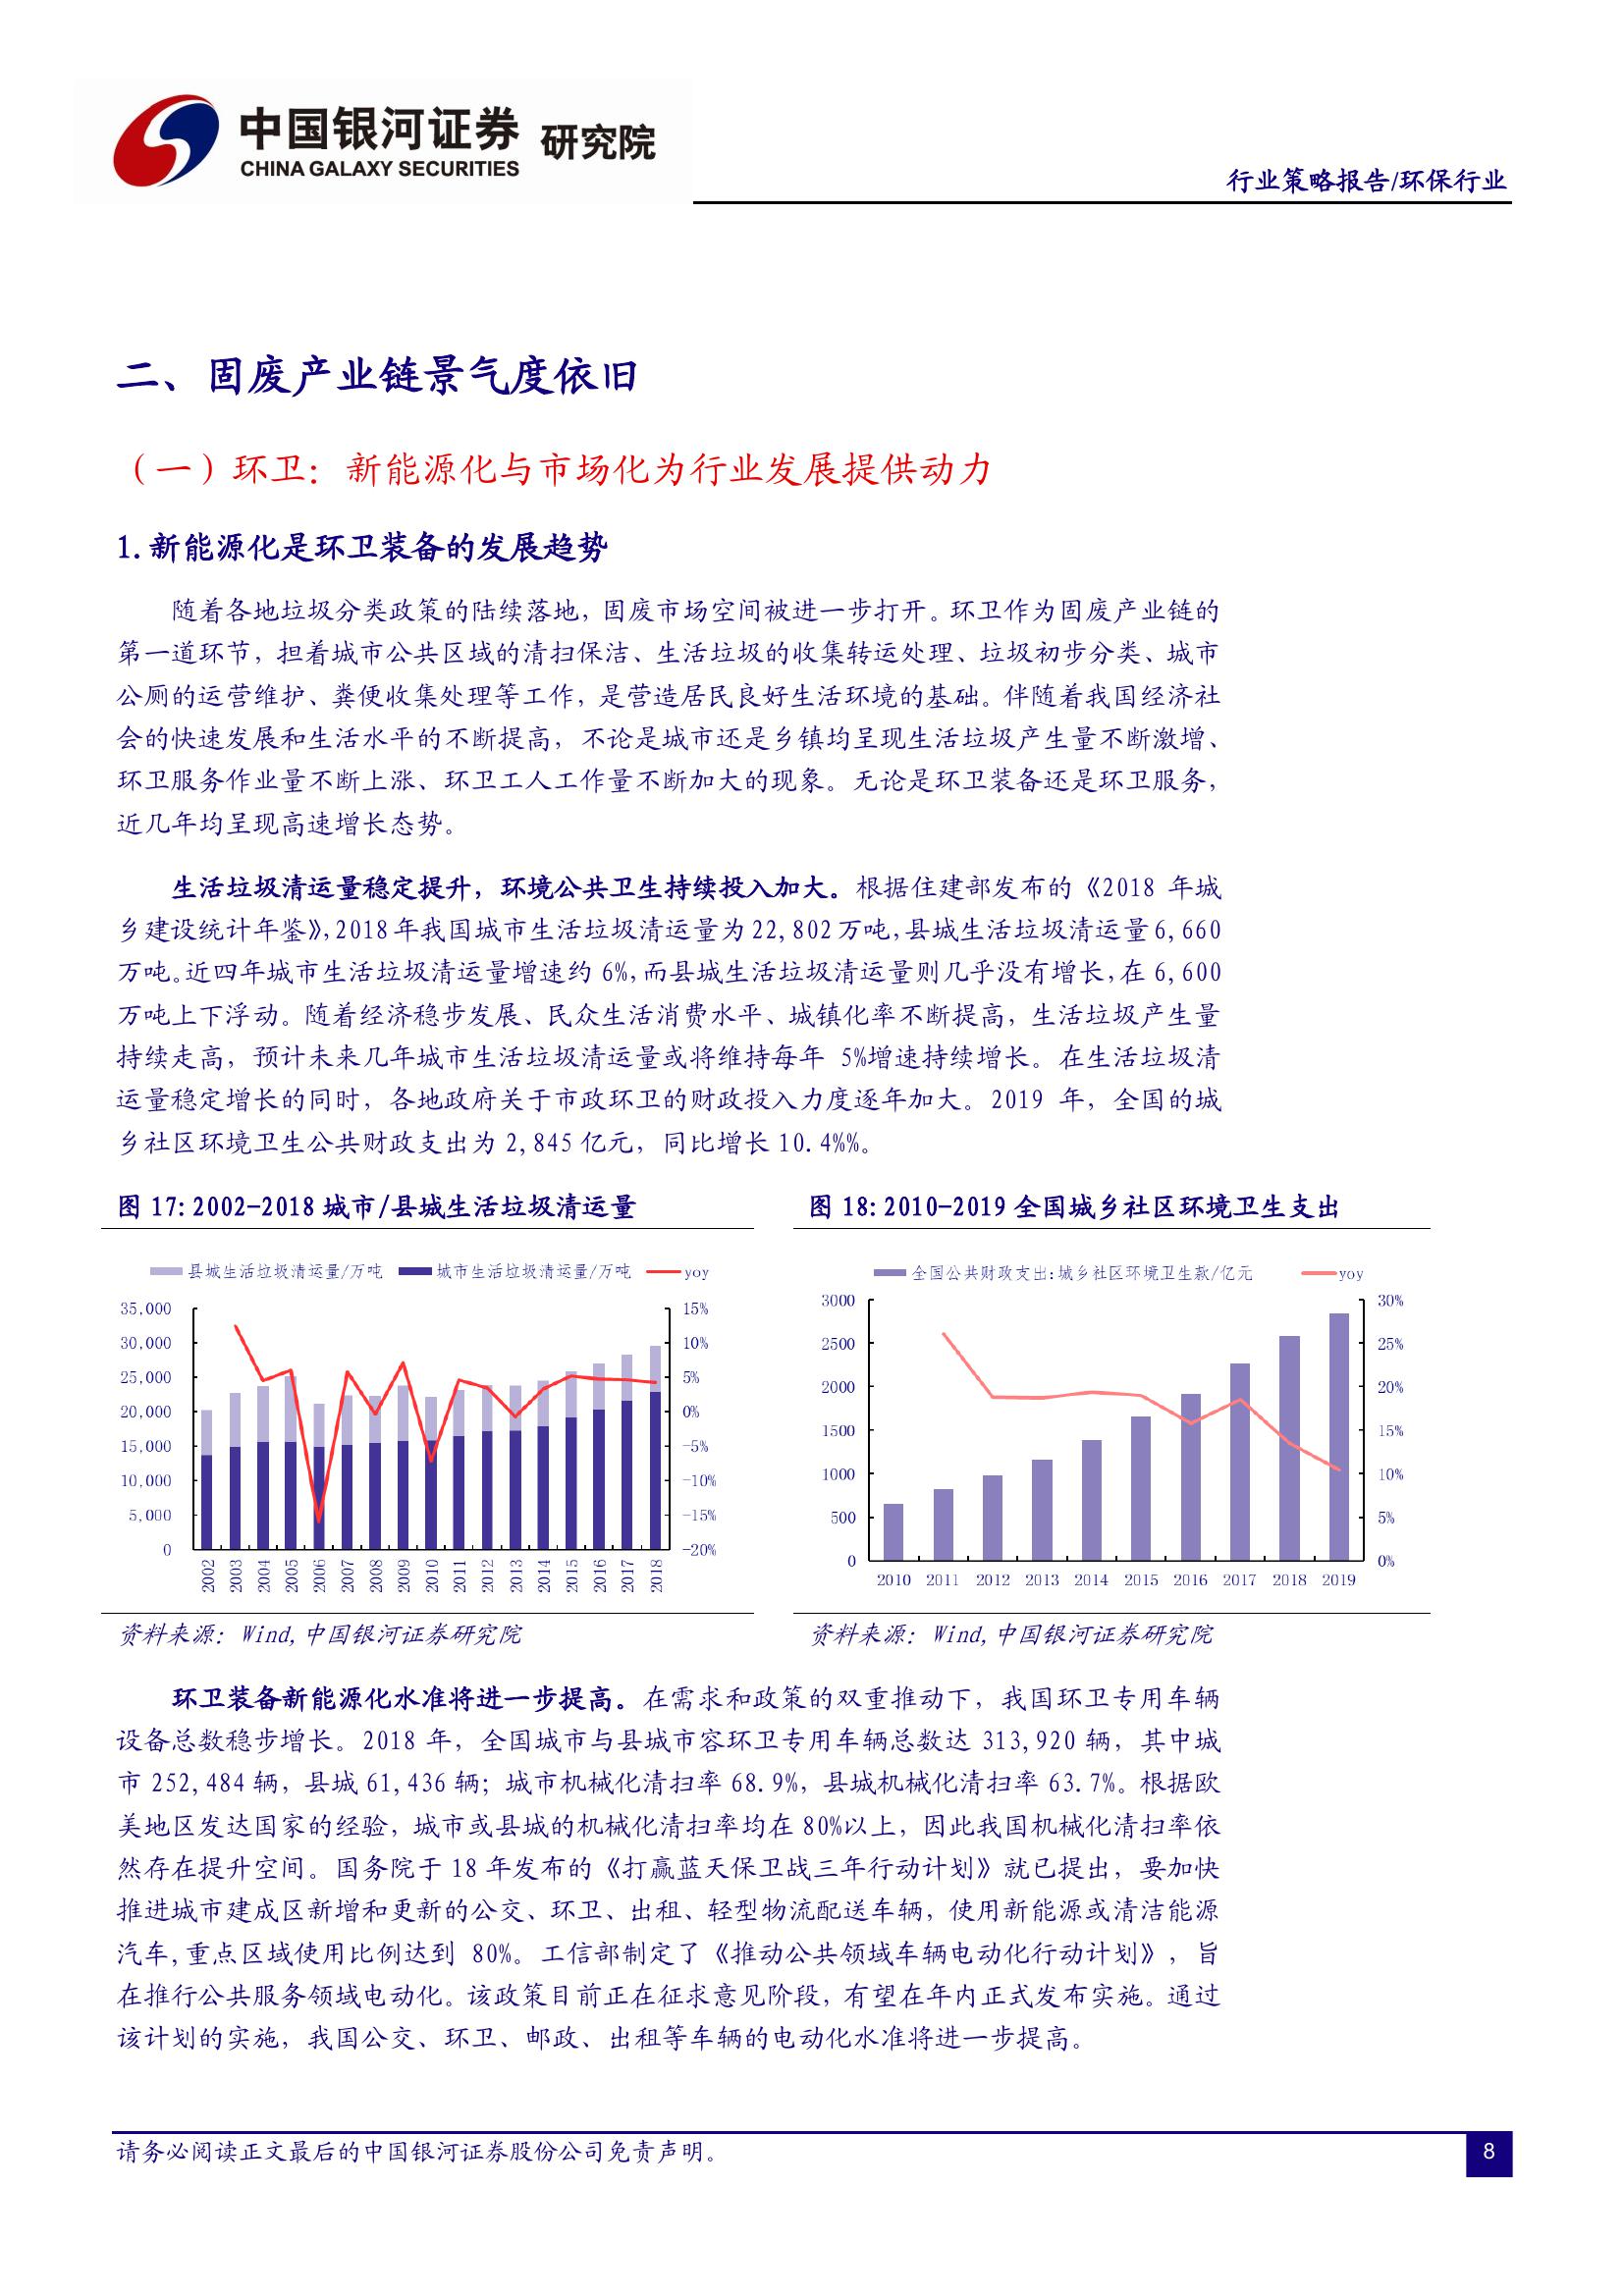 中国银河证券 研究院
CHINA GALAXY SECURITIES
行业策略报告/环保行业
二、固废产业链景气度依旧
（一）环卫：新能源化与市场化为行业发展提供动力
1.新能源化是环卫装备的发展趋势
随着各地垃圾分类政策的陆续落地，固废市场空间被进一步打开。环卫作为固废产业链的
第一道环节，担着城市公共区域的清扫保洁、生活垃圾的收集转运处理、垃圾初步分类、城市
公厕的运营维护、粪便收集处理等工作，是营造居民良好生活环境的基础。伴随着我国经济社
会的快速发展和生活水平的不断提高，不论是城市还是乡镇均呈现生活垃圾产生量不断激增、
环卫服务作业量不断上涨、环卫工人工作量不断加大的现象。无论是环卫装备还是环卫服务，
近几年均呈现高速增长态势。
生活垃圾清运量稳定提升，环境公共卫生持续投入加大。根据住建部发布的《2018 年城
乡建设统计年鉴》，2018 年我国城市生活垃圾清运量为 22,802 万吨，县城生活垃圾清运量 6,660
万吨。近四年城市生活垃圾清运量增速约 6%，而县城生活垃圾清运量则几乎没有增长，在 6,600
万吨上下浮动。随着经济稳步发展、民众生活消费水平、城镇化率不断提高，生活垃圾产生量
持续走高，预计未来几年城市生活垃圾清运量或将维持每年 5%增速持续增长。在生活垃圾清
运量稳定增长的同时，各地政府关于市政环卫的财政投入力度逐年加大。2019 年，全国的城
乡社区环境卫生公共财政支出为 2,845 亿元，同比增长 10.4%%。
图 17：2002-2018 城市/县城生活垃圾清运量
县城生活垃圾清运量/万吨 城市生活垃圾清运量/万吨 yoy
35,000 15%
30,000 10%
25,000 5%
20,000 0%
15,000 -5%
10,000 -10%
5,000 -15%
0 -20%
2002 2003 2004 2005 2006 2007 2008 2009 2010 2011 2012 2013 2014 2015 2016 2017 2018
资料来源：Wind,中国银河证券研究院
图 18：2010-2019 全国城乡社区环境卫生支出
全国公共财政支出:城乡社区环境卫生款/亿元 yoy
3000 30%
2500 25%
2000 20%
1500 15%
1000 10%
500 5%
0 0%
2010 2011 2012 2013 2014 2015 2016 2017 2018 2019
资料来源：Wind,中国银河证券研究院
环卫装备新能源化水准将进一步提高。在需求和政策的双重推动下，我国环卫专用车辆
设备总数稳步增长。2018 年，全国城市与县城市容环卫专用车辆总数达 313,920 辆，其中城
市 252,484 辆，县城 61,436 辆；城市机械化清扫率 68.9%，县城机械化清扫率 63.7%。根据欧
美地区发达国家的经验，城市或县城的机械化清扫率均在 80%以上，因此我国机械化清扫率依
然存在提升空间。国务院于 18 年发布的《打赢蓝天保卫战三年行动计划》就已提出，要加快
推进城市建成区新增和更新的公交、环卫、出租、轻型物流配送车辆，使用新能源或清洁能源
汽车,重点区域使用比例达到 80%。工信部制定了《推动公共领域车辆电动化行动计划》，旨
在推行公共服务领域电动化。该政策目前正在征求意见阶段，有望在年内正式发布实施。通过
该计划的实施，我国公交、环卫、邮政、出租等车辆的电动化水准将进一步提高。
请务必阅读正文最后的中国银河证券股份公司免责声明。
8